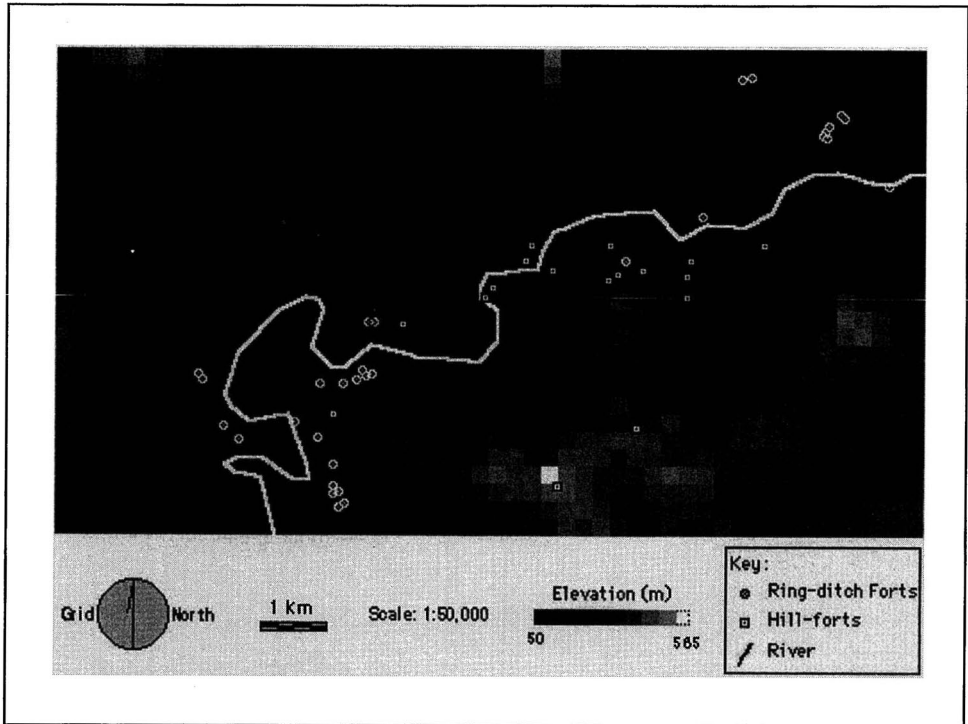 Grid North
1 km
Scale: 1:50,000
Elevation (m)
50 565
Key:
Ring-ditch Forts
Hill-forts
River